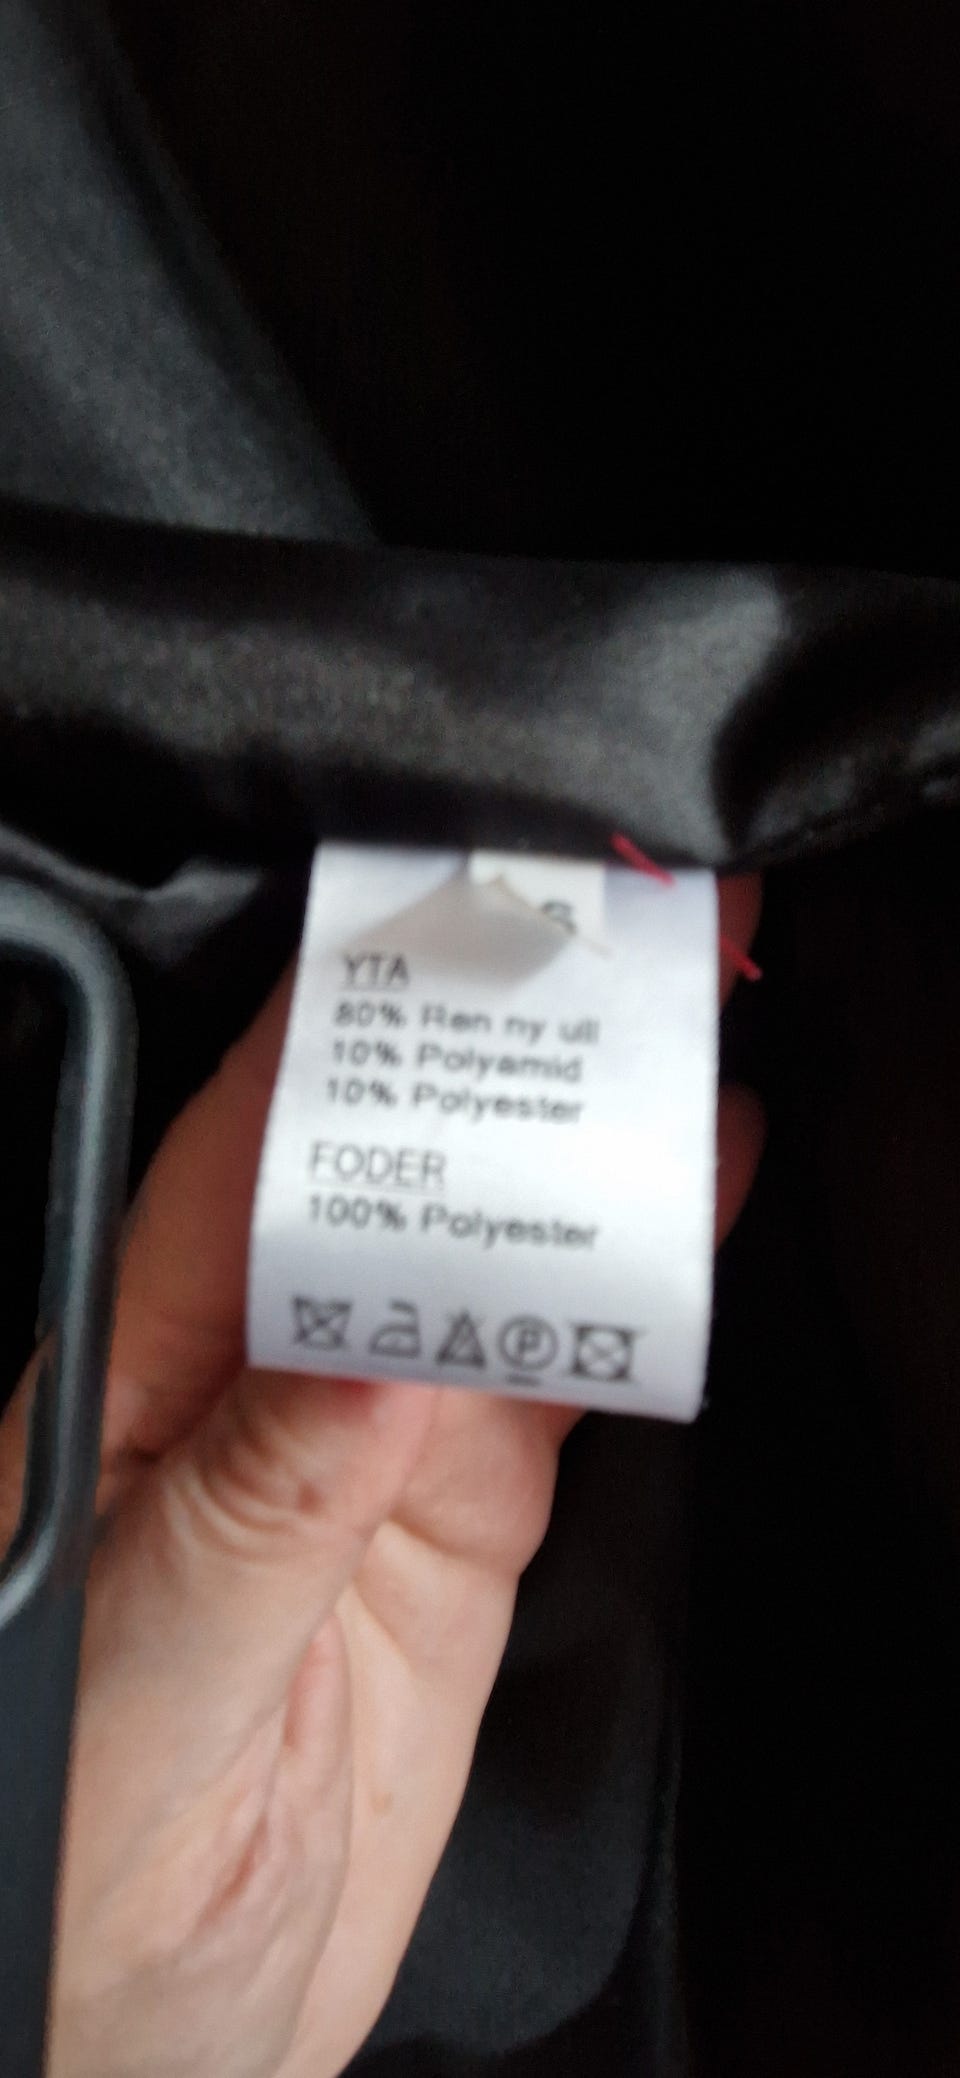 S
YTA
80% Ren ny ull
10% Polyamid
10% Polyester
FODER
100% Polyester
P